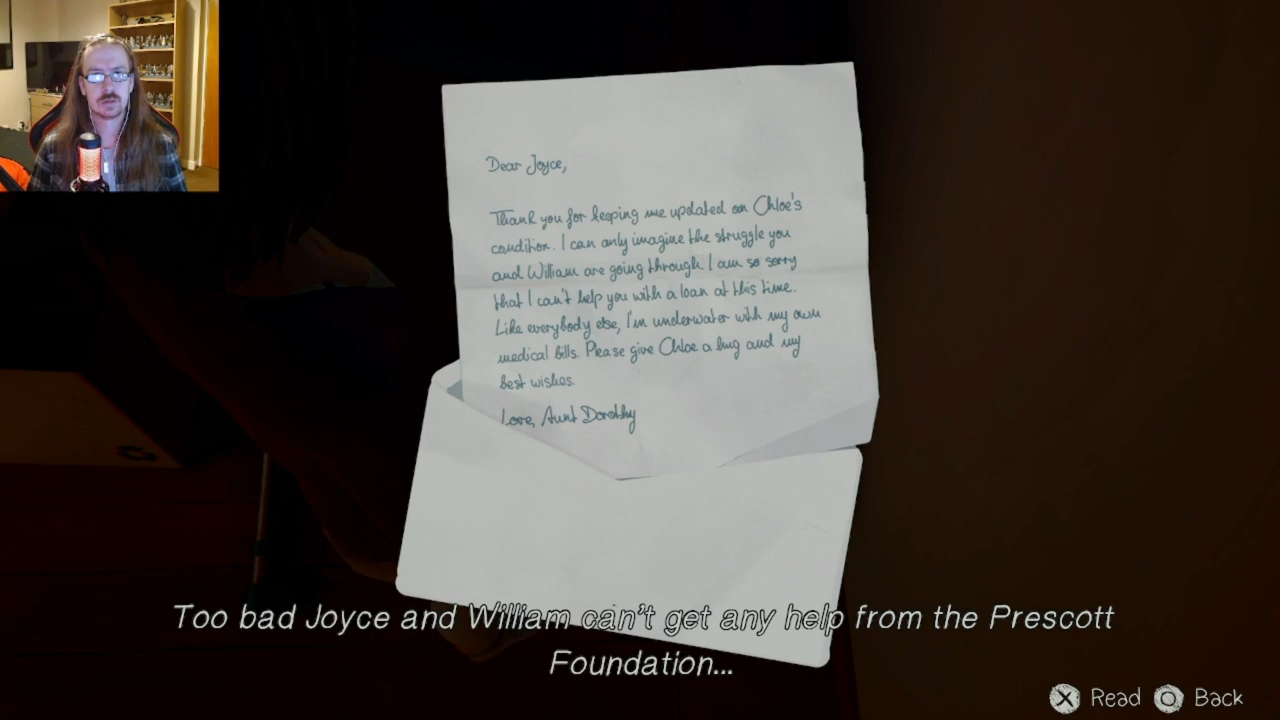 Dear Joyce,
Thank you for keeping me updated on Chloe's
condition. I can only imagine the struggle you
and William are going through. I am so sorry
that I can't help you with a loan at this time.
Like everybody else, I'm underwater with my own
medical bills. Please give Chloe a hug and my
best wishes.
Love, Aunt Dorothy
Too bad Joyce and William can't get any help from the Prescott
Foundation...
Read Back